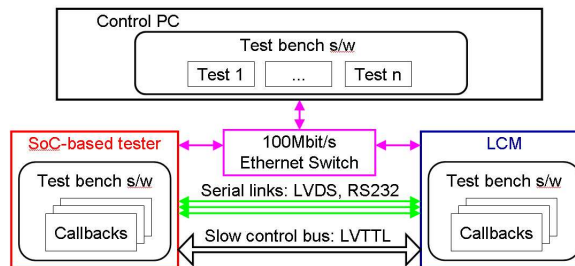 Control PC
Test bench s/w
Test 1
...
Test n
SoC-based tester
100Mbit/s
Ethernet Switch
LCM
Test bench s/w
Callbacks
Serial links: LVDS, RS232
Slow control bus: LVTTL
Test bench s/w
Callbacks